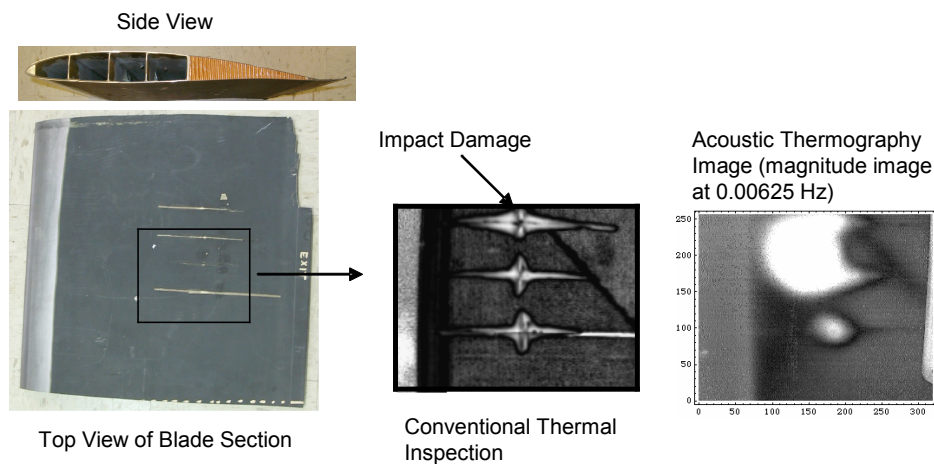 Side View
Impact Damage
Acoustic Thermography
Image (magnitude image
at 0.00625 Hz)
250
200
150
100
50
0
0 50 100 150 200 250 300
EXP
Top View of Blade Section
Conventional Thermal
Inspection